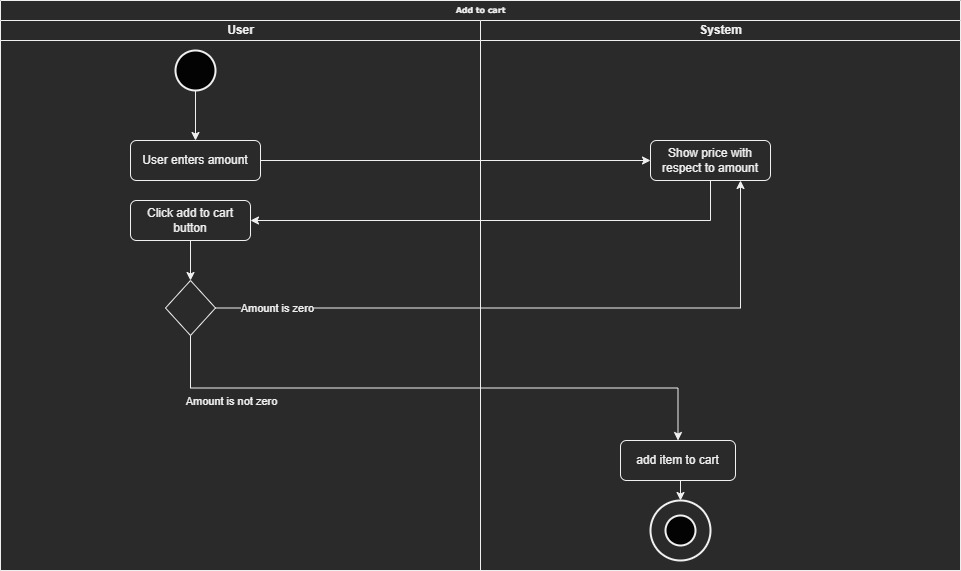 Add to cart
User
System
User enters amount
Show price with
respect to amount
Click add to cart
button
Amount is zero
Amount is not zero
add item to cart